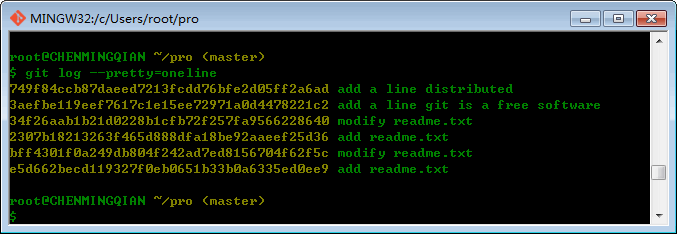 MINGW32:/c/Users/root/pro
root@CHENMINGQIAN ~/pro (master)
$ git log --pretty=oneline
749f84ccb87daeed7213fcdd76bfe2d05ff2a6ad add a line distributed
3aefbe119eef7617c1e15ee72971a0d4478221c2 add a line git is a free software
34f26aab1b21d0228b1cfb72f257fa9566228640 modify readme.txt
2307b18213263f465d888dfa18be92aaeef25d36 add readme.txt
bff4301f0a249db804f242ad7ed8156704f62f5c modify readme.txt
e5d662becd119327f0eb0651b33b0a6335ed0ee9 add readme.txt
root@CHENMINGQIAN ~/pro (master)
$